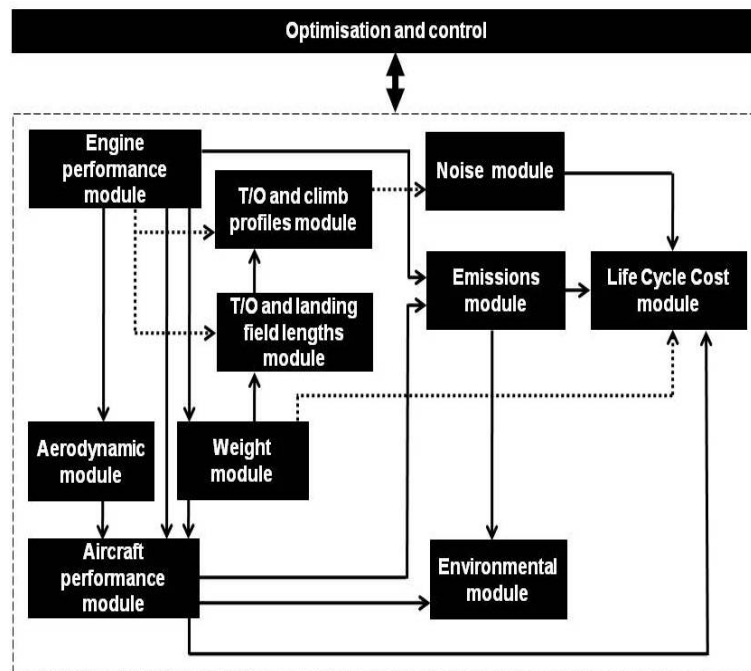 Optimisation and control
Engine
performance
module
T/O and climb
profiles module
Noise module
T/O and landing
field lengths
module
Emissions
module
Life Cycle Cost
module
Aerodynamic
module
Weight
module
Aircraft
performance
module
Environmental
module